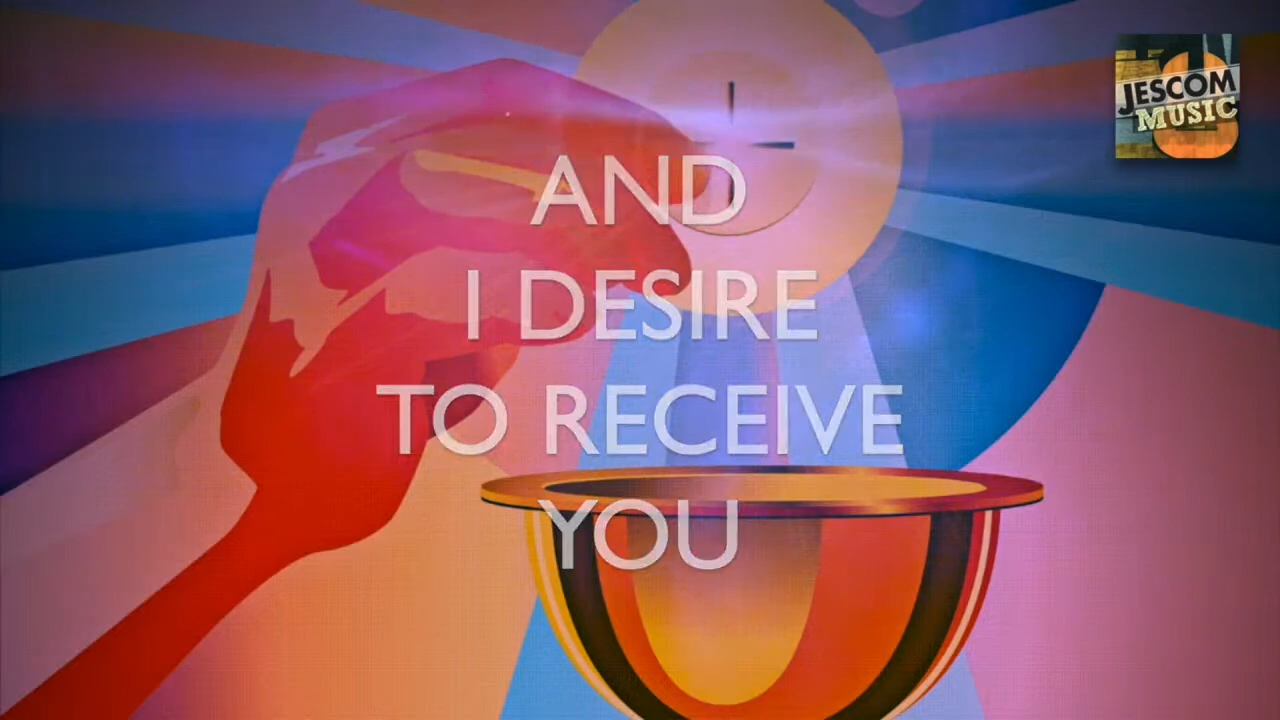 JESCOM
MUSIC
AND
I DESIRE
TO RECEIVE
YOU